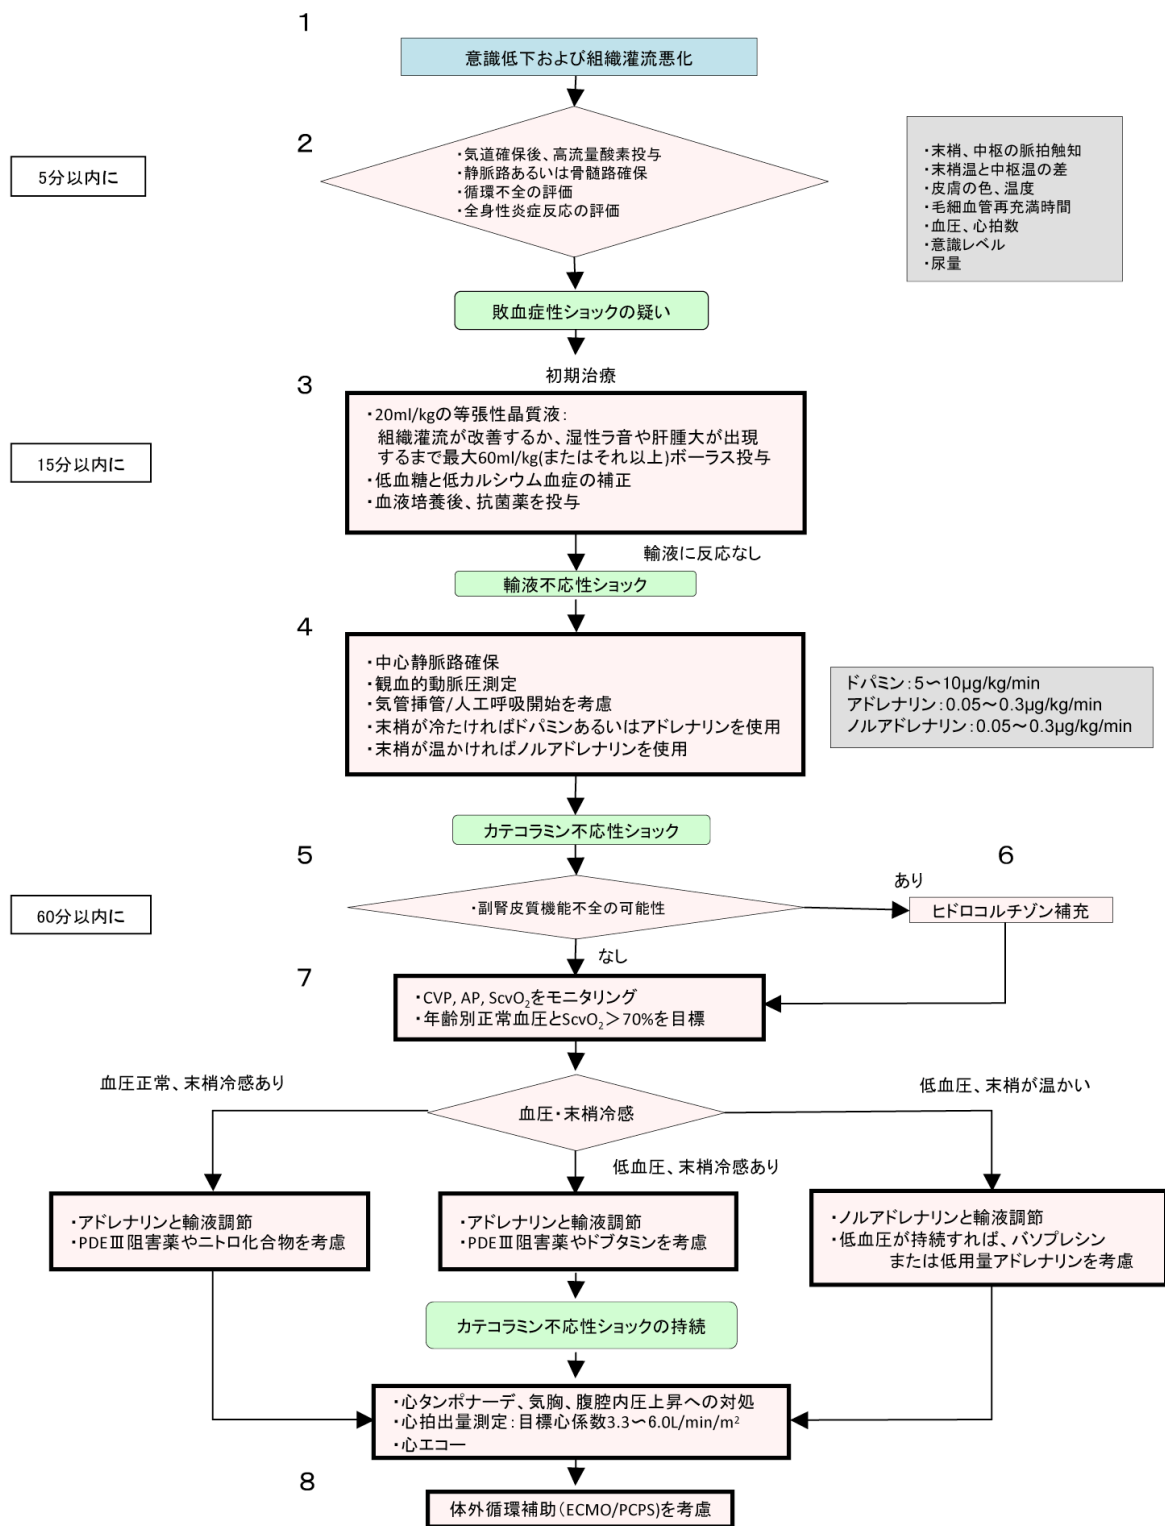 1
意識低下および組織灌流悪化
2
5分以内に
・気道確保後、高流量酸素投与
・静脈路あるいは骨髄路確保
・循環不全の評価
・全身性炎症反応の評価
・末梢、中枢の脈拍触知
・末梢温と中枢温の差
・皮膚の色、温度
・毛細血管再充満時間
・血圧、心拍数
・意識レベル
・尿量
敗血症性ショックの疑い
初期治療
3
15分以内に
・20ml/kgの等張性晶質液：
組織灌流が改善するか、湿性ラ音や肝腫大が出現
するまで最大60ml/kg(またはそれ以上)ボーラス投与
・低血糖と低カルシウム血症の補正
・血液培養後、抗菌薬を投与
輸液に反応なし
輸液不応性ショック
4
・中心静脈路確保
・観血的動脈圧測定
・気管挿管/人工呼吸開始を考慮
・末梢が冷たければドパミンあるいはアドレナリンを使用
・末梢が温かければノルアドレナリンを使用
ドパミン：5〜10μg/kg/min
アドレナリン：0.05〜0.3μg/kg/min
ノルアドレナリン：0.05〜0.3μg/kg/min
カテコラミン不応性ショック
5
60分以内に
・副腎皮質機能不全の可能性
あり
6
ヒドロコルチゾン補充
なし
7
・CVP, AP, ScvO₂をモニタリング
・年齢別正常血圧とScvO₂＞70%を目標
血圧正常、末梢冷感あり
血圧・末梢冷感
低血圧、末梢が温かい
低血圧、末梢冷感あり
・アドレナリンと輸液調節
・PDEⅢ阻害薬やニトロ化合物を考慮
・アドレナリンと輸液調節
・PDEⅢ阻害薬やドブタミンを考慮
・ノルアドレナリンと輸液調節
・低血圧が持続すれば、バソプレシン
または低用量アドレナリンを考慮
カテコラミン不応性ショックの持続
・心タンポナーデ、気胸、腹腔内圧上昇への対処
・心拍出量測定：目標心係数3.3〜6.0L/min/m²
・心エコー
8
体外循環補助(ECMO/PCPS)を考慮